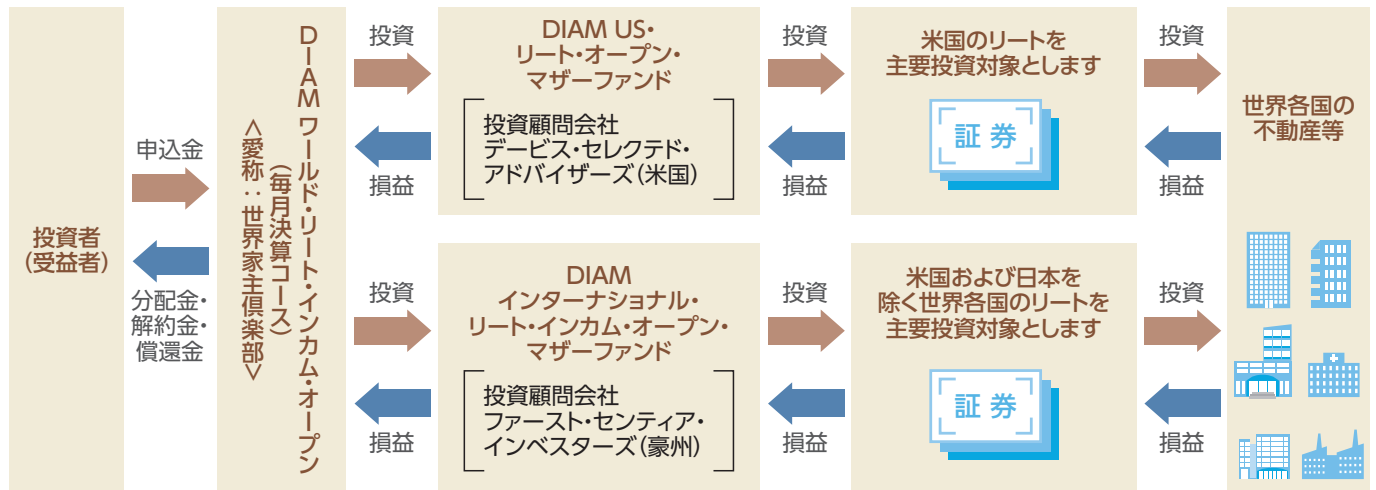 投資者
(受益者)
申込金
分配金・
解約金・
償還金
DIAMワールド・リート・インカム・オープン
(毎月決算コース)
<愛称：世界家主倶楽部>
投資
損益
DIAM US・
リート・オープン・
マザーファンド
投資顧問会社
デービス・セレクテド・
アドバイザーズ(米国)
投資
損益
米国のリートを
主要投資対象とします
証券
投資
損益
投資
損益
DIAM
インターナショナル・
リート・インカム・オープン・
マザーファンド
投資顧問会社
ファースト・センティア・
インベスターズ(豪州)
投資
損益
米国および日本を
除く世界各国のリートを
主要投資対象とします
証券
投資
損益
世界各国の
不動産等